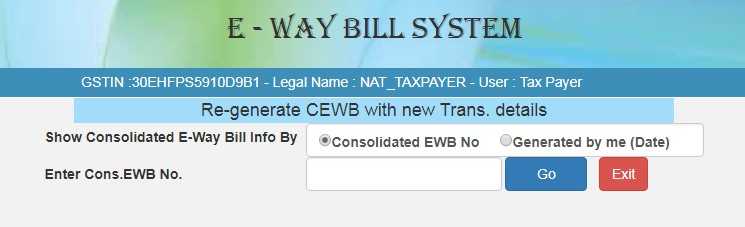 E - WAY BILL SYSTEM
GSTIN :30EHFPS5910D9B1 - Legal Name : NAT_TAXPAYER - User : Tax Payer
Re-generate CEWB with new Trans. details
Show Consolidated E-Way Bill Info By Consolidated EWB No Generated by me (Date)
Enter Cons.EWB No. Go Exit